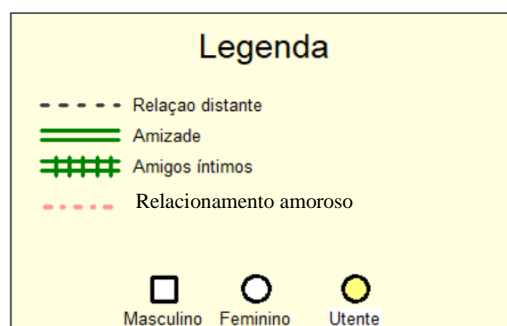 Legenda
Relaçao distante
Amizade
Amigos íntimos
Relacionamento amoroso
Masculino Feminino Utente